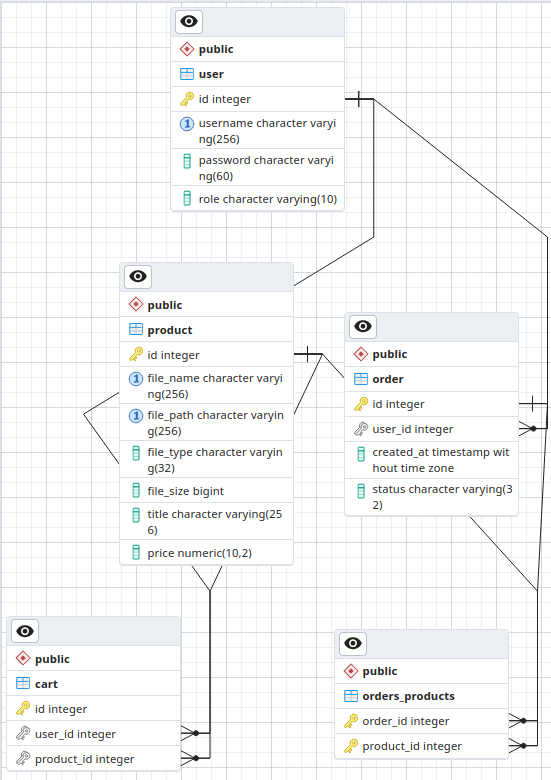 public
user
id integer
username character varyi
ng(256)
password character varyi
ng(60)
role character varying(10)
public
product
id integer
file_name character varyi
ng(256)
file_path character varyin
g(256)
file_type character varyin
g(32)
file_size bigint
title character varying(25
6)
price numeric(10,2)
public
order
id integer
user_id integer
created_at timestamp wit
hout time zone
status character varying(3
2)
public
cart
id integer
user_id integer
product_id integer
public
orders_products
order_id integer
product_id integer